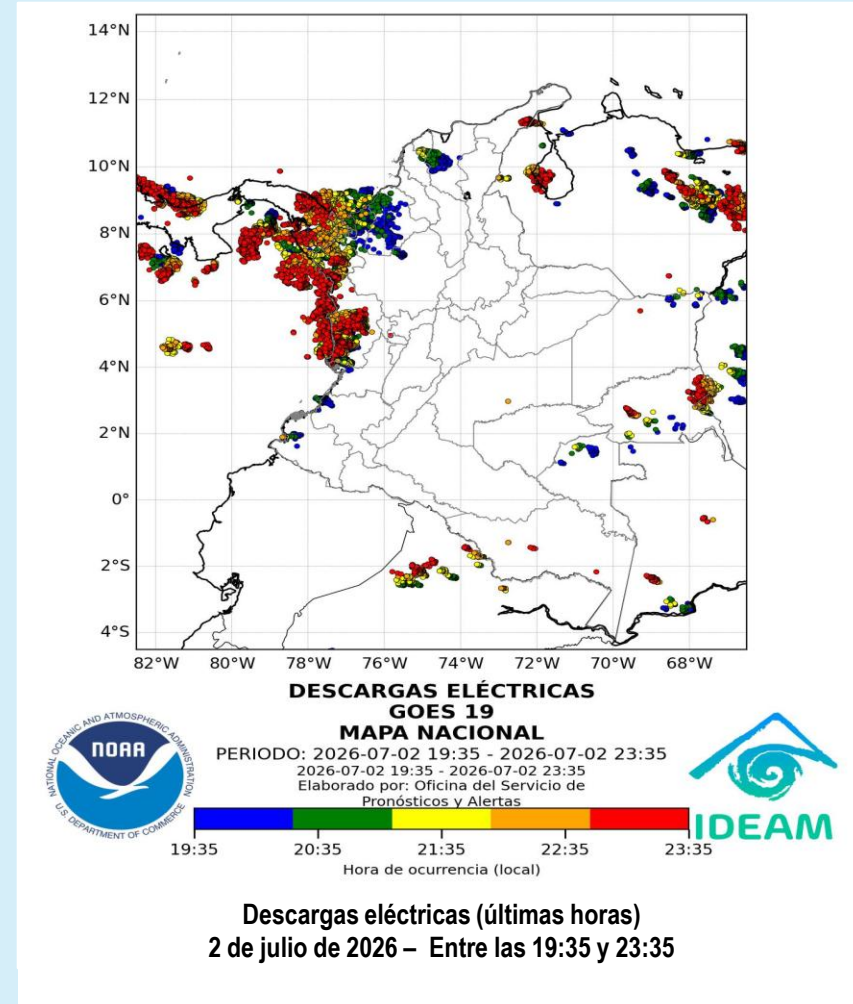 14°N
12°N
10°N
8°N
6°N
4°N
2°N
0°
2°S
4°S
82°W 80°W 78°W 76°W 74°W 72°W 70°W 68°W
DESCARGAS ELÉCTRICAS
GOES 19
MAPA NACIONAL
PERIODO: 2026-07-02 19:35 - 2026-07-02 23:35
2026-07-02 19:35 - 2026-07-02 23:35
Elaborado por: Oficina del Servicio de
Pronósticos y Alertas
NATIONAL OCEANIC AND ATMOSPHERIC ADMINISTRATION
NOAA
U.S. DEPARTMENT OF COMMERCE
IDEAM
19:35 20:35 21:35 22:35 23:35
Hora de ocurrencia (local)
Descargas eléctricas (últimas horas)
2 de julio de 2026 – Entre las 19:35 y 23:35